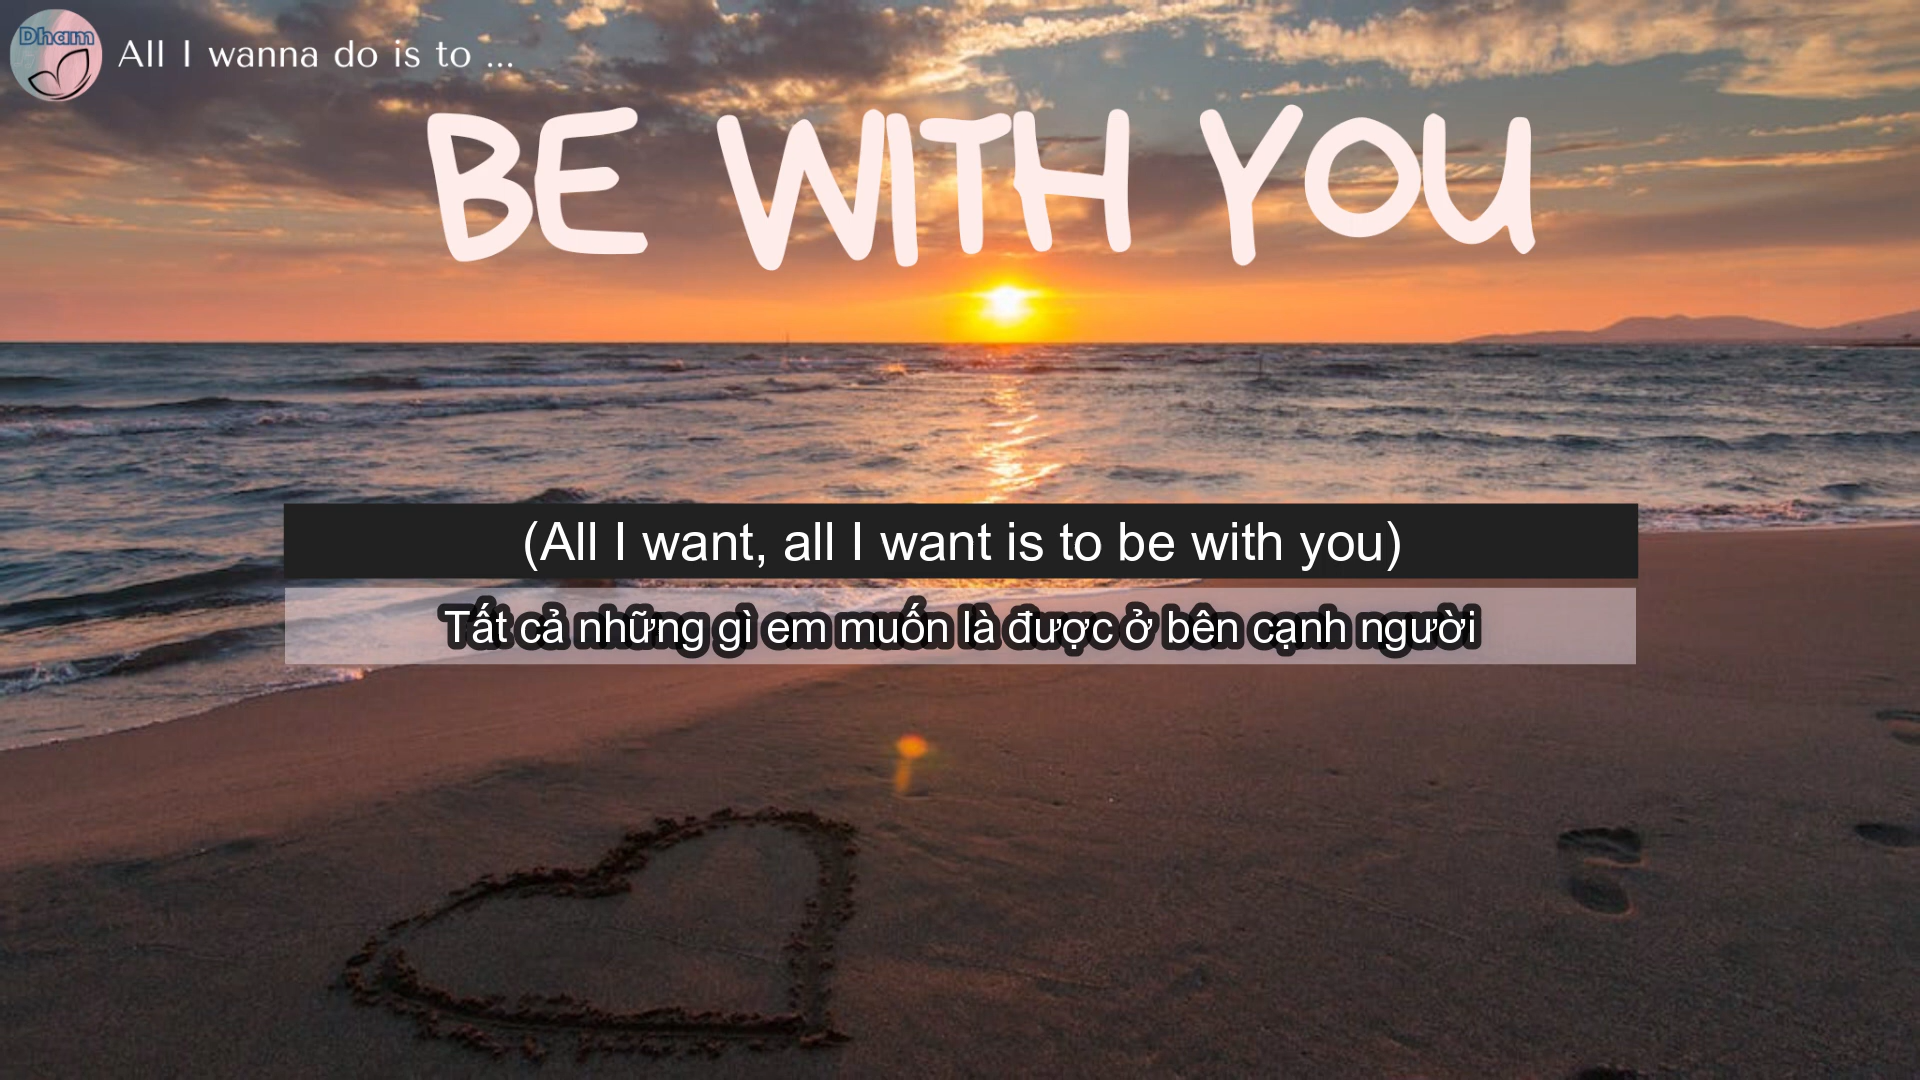 Dham
All I wanna do is to ...
BE WITH YOU
(All I want, all I want is to be with you)
Tất cả những gì em muốn là được ở bên cạnh người